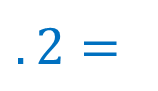 . 2 =